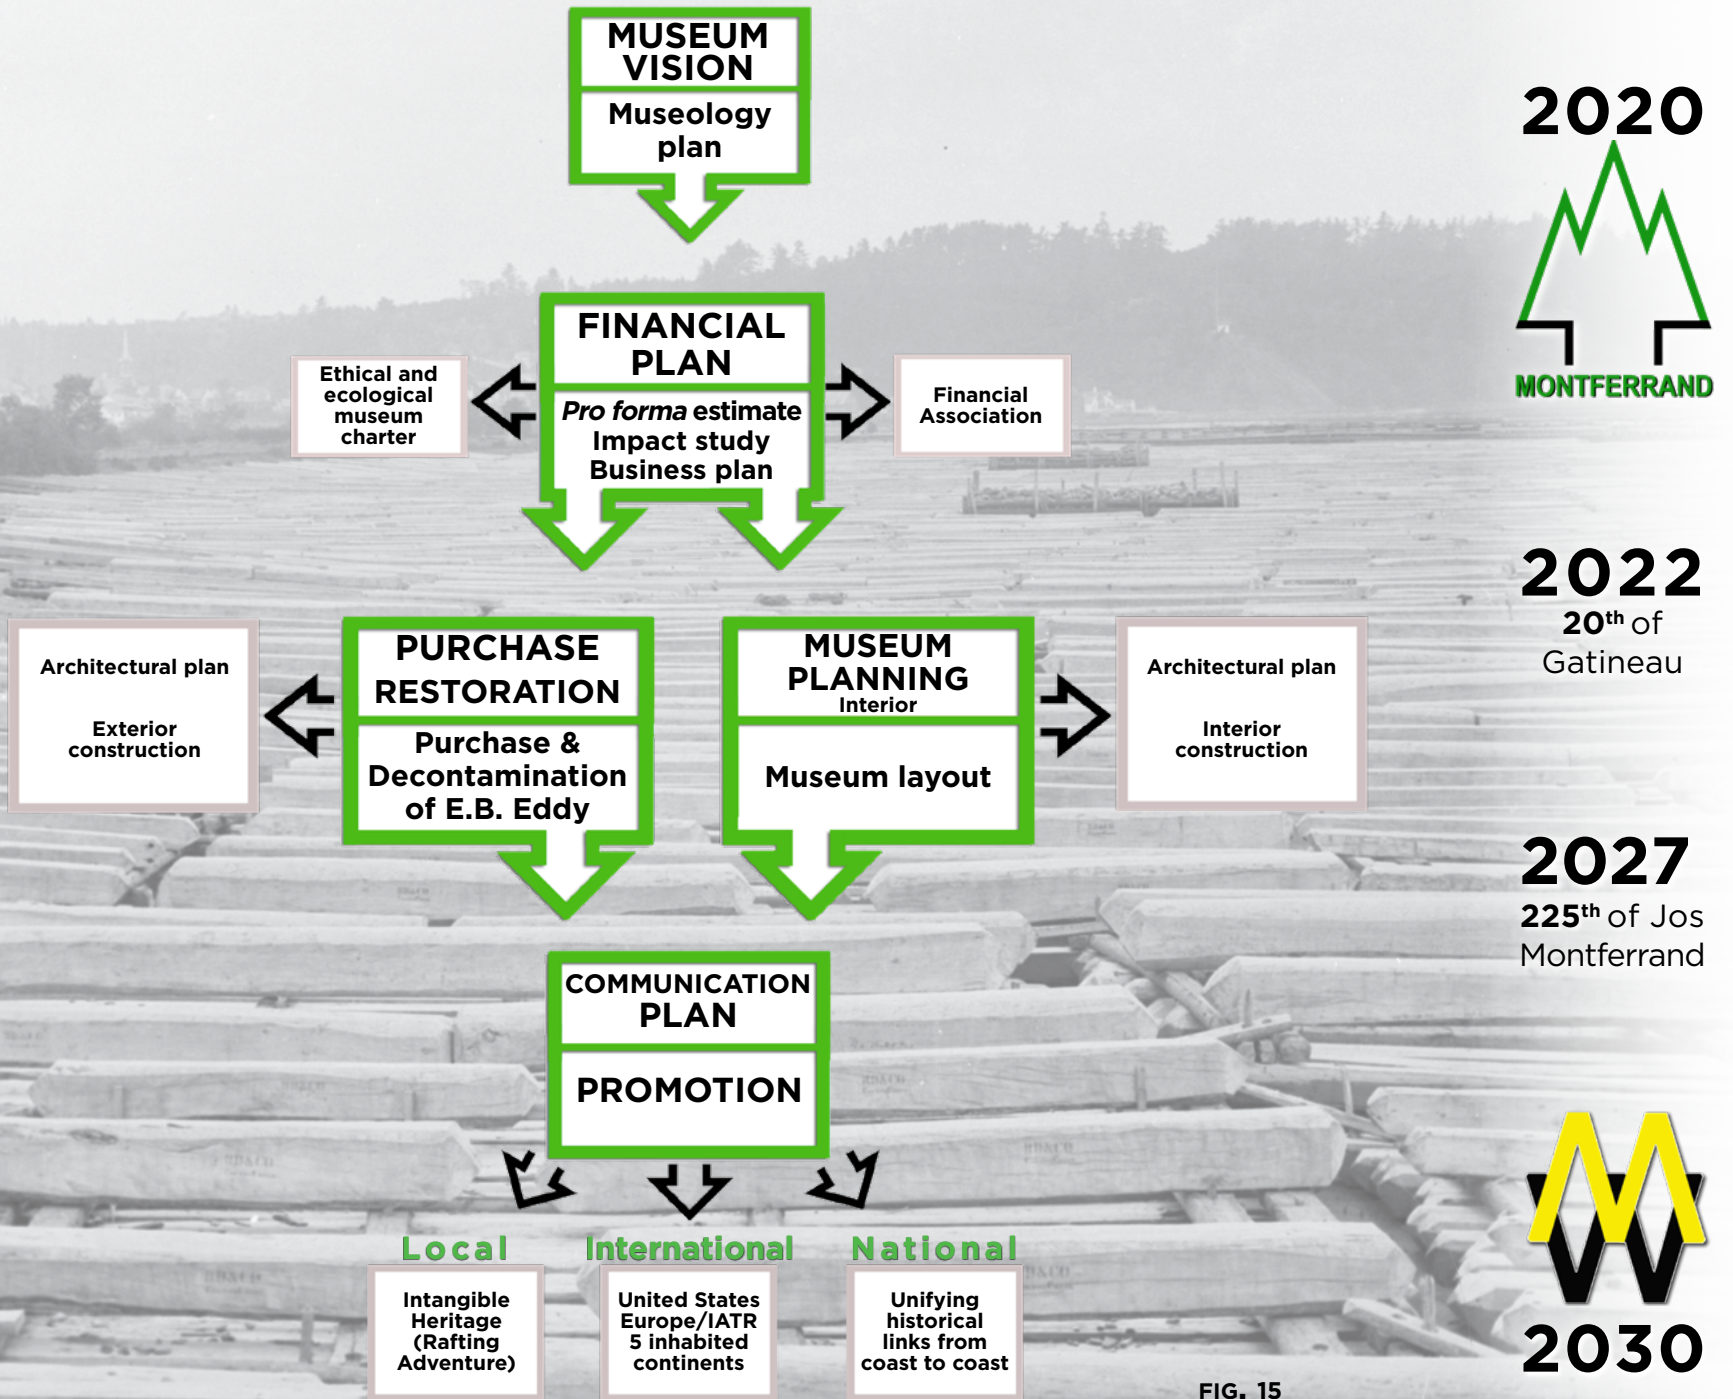 MUSEUM
VISION
Museology
plan
2020
MONTFERRAND
FINANCIAL
PLAN
Pro forma estimate
Impact study
Business plan
Ethical and
ecological
museum
charter
Financial
Association
2022
20th of
Gatineau
Architectural plan
Exterior
construction
PURCHASE
RESTORATION
Purchase &
Decontamination
of E.B. Eddy
MUSEUM
PLANNING
Interior
Museum layout
Architectural plan
Interior
construction
2027
225th of Jos
Montferrand
COMMUNICATION
PLAN
PROMOTION
Local
Intangible
Heritage
(Rafting
Adventure)
International
United States
Europe/IATR
5 inhabited
continents
National
Unifying
historical
links from
coast to coast
MW
2030
FIG. 15